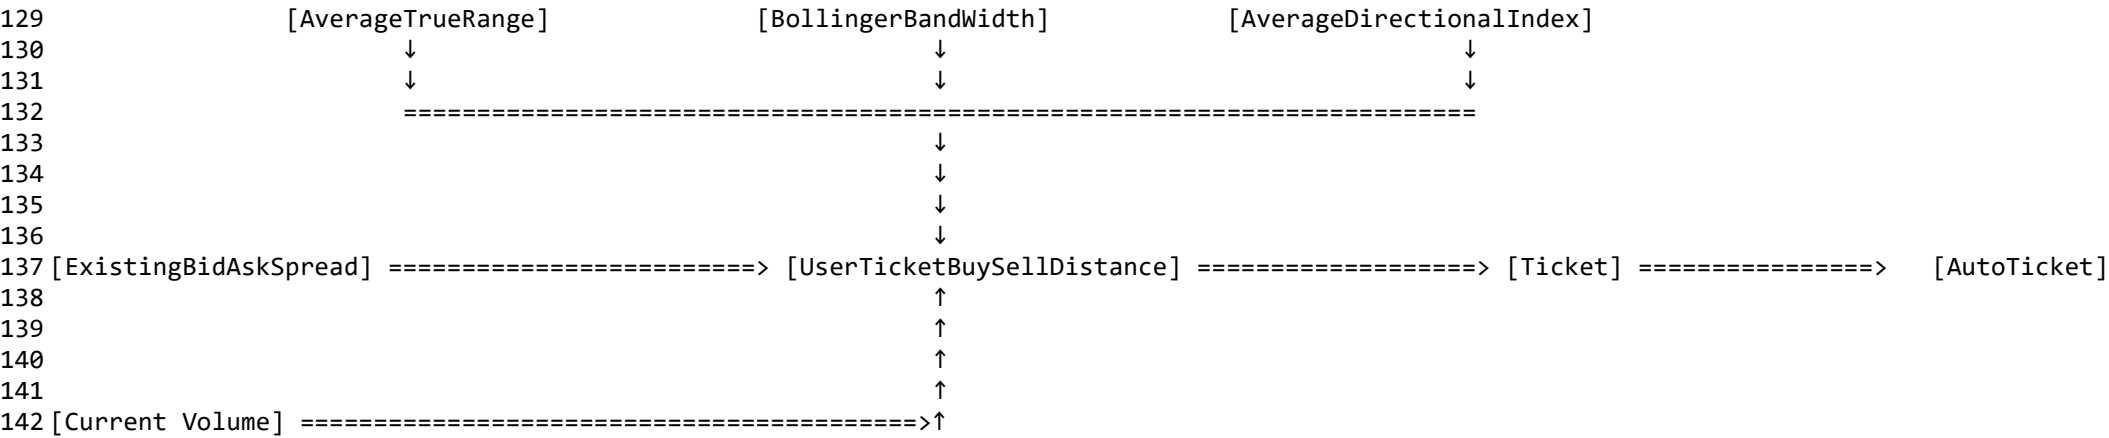 129 [AverageTrueRange] [BollingerBandWidth] [AverageDirectionalIndex]
130 ↓ ↓ ↓
131 ↓ ↓ ↓
132 =========================================================================
133 ↓
134 ↓
135 ↓
136 ↓
137 [ExistingBidAskSpread] =========================> [UserTicketBuySellDistance] ===================> [Ticket] ================> [AutoTicket]
138 ↑
139 ↑
140 ↑
141 ↑
142 [Current Volume] ==========================================>↑